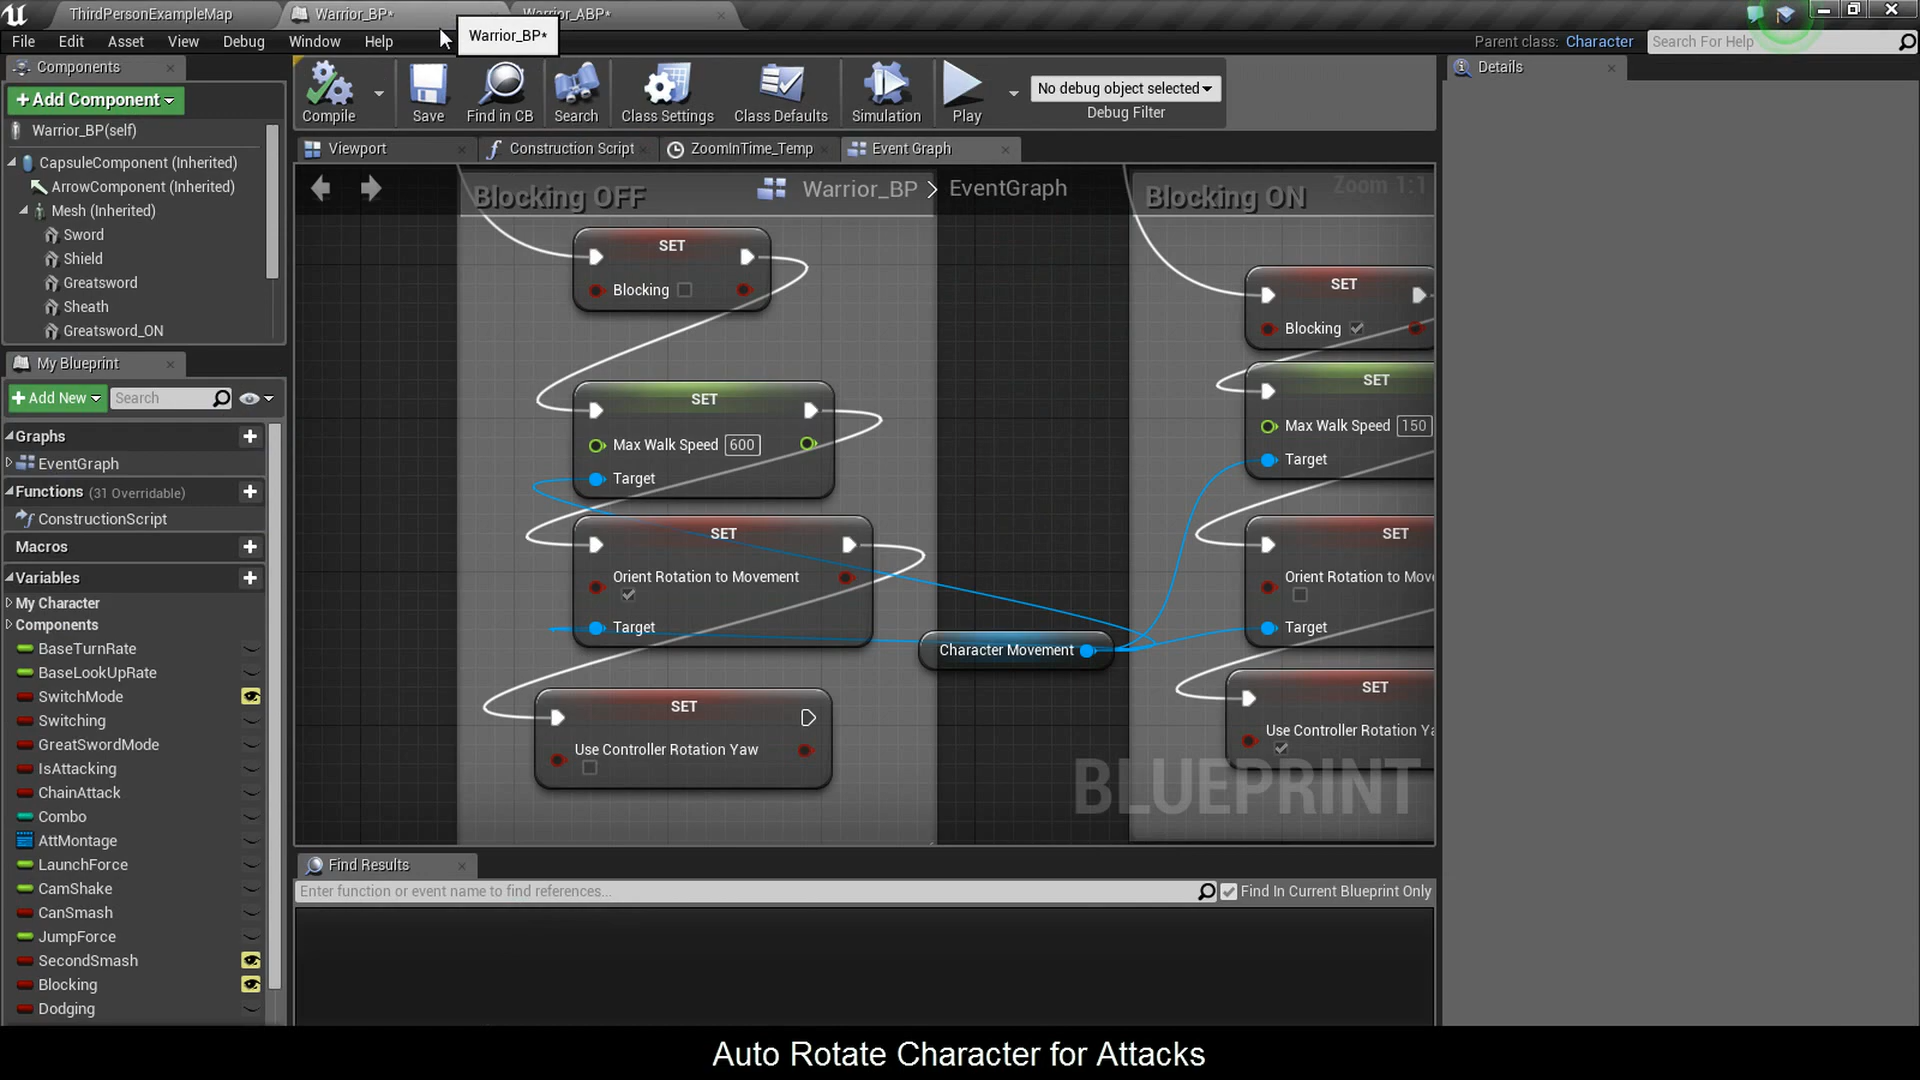 ThirdPersonExampleMap
Warrior_BP*
Warrior_ABP*
Warrior_BP*
File Edit Asset View Debug Window Help
Parent class: Character
Search For Help
Components
Add Component
Warrior_BP(self)
CapsuleComponent (Inherited)
ArrowComponent (Inherited)
Mesh (Inherited)
Sword
Shield
Greatsword
Sheath
Greatsword_ON
Compile
Save
Find in CB
Search
Class Settings
Class Defaults
Simulation
Play
No debug object selected
Debug Filter
Details
Viewport
Construction Script
ZoomInTime_Temp
Event Graph
Warrior_BP > EventGraph
Zoom 1:1
Blocking OFF
SET
Blocking
SET
Max Walk Speed 600
Target
SET
Orient Rotation to Movement
Target
SET
Use Controller Rotation Yaw
Character Movement
Blocking ON
SET
Blocking
SET
Max Walk Speed 150
Target
SET
Orient Rotation to Mov
Target
SET
Use Controller Rotation Ya
BLUEPRINT
My Blueprint
Add New
Search
Graphs
EventGraph
Functions (31 Overridable)
ConstructionScript
Macros
Variables
My Character
Components
BaseTurnRate
BaseLookUpRate
SwitchMode
Switching
GreatSwordMode
IsAttacking
ChainAttack
Combo
AttMontage
LaunchForce
CamShake
CanSmash
JumpForce
SecondSmash
Blocking
Dodging
Find Results
Enter function or event name to find references...
Find In Current Blueprint Only
Auto Rotate Character for Attacks